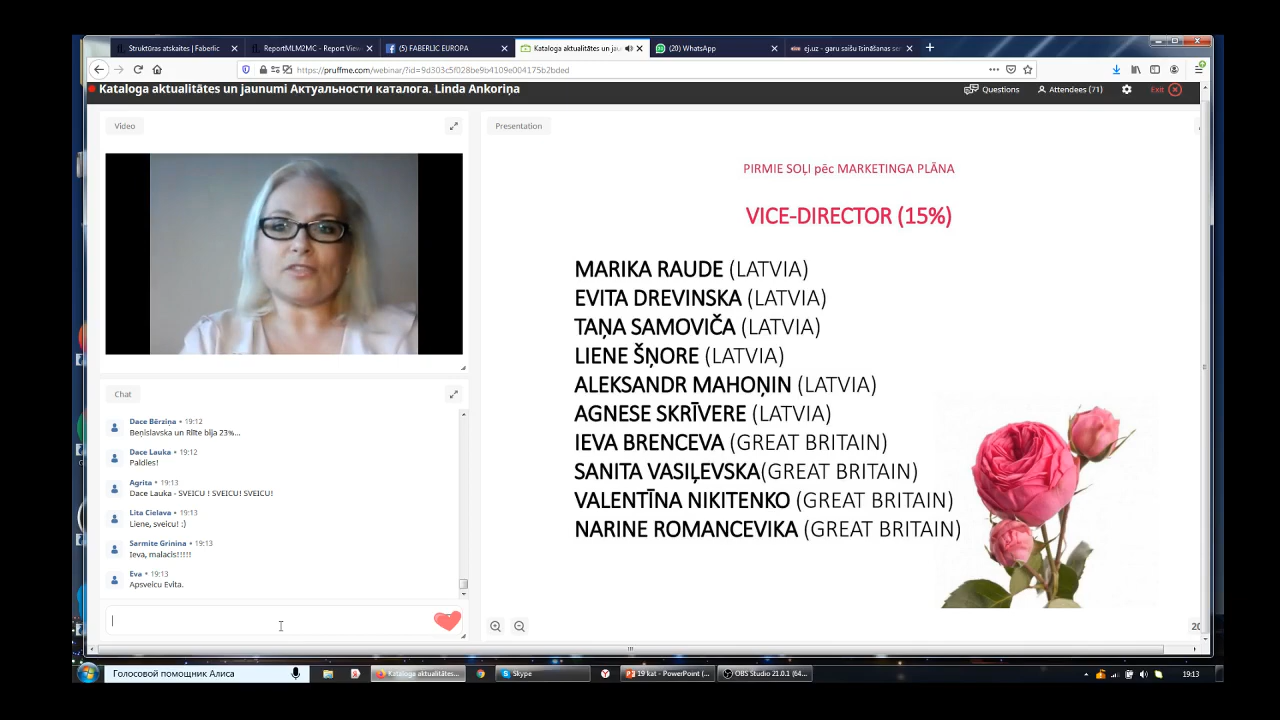 Struktūras atskaites | Faberlic
ReportMLM2MC - Report View
(5) FABERLIC EUROPA
Kataloga aktualitātes un jau
(20) WhatsApp
ej.uz - garu saišu īsināšanas ser
https://pruffme.com/webinar/?id=9d303c5f028be9b4109e004175b2bded
Kataloga aktualitātes un jaunumi Актуальности каталога. Linda Ankoriņa
Questions
Attendees (71)
Exit
Video
Presentation
PIRMIE SOĻI pēc MARKETINGA PLĀNA
VICE-DIRECTOR (15%)
MARIKA RAUDE (LATVIA)
EVITA DREVINSKA (LATVIA)
TAŅA SAMOVIČA (LATVIA)
LIENE ŠŅORE (LATVIA)
ALEKSANDR MAHOŅIN (LATVIA)
AGNESE SKRĪVERE (LATVIA)
IEVA BRENCEVA (GREAT BRITAIN)
SANITA VASIĻEVSKA(GREAT BRITAIN)
VALENTĪNA NIKITENKO (GREAT BRITAIN)
NARINE ROMANCEVIKA (GREAT BRITAIN)
20
Chat
Dace Bērziņa • 19:12
Beņislavska un Rilte bija 23%...
Dace Lauka • 19:12
Paldies!
Agrita • 19:13
Dace Lauka - SVEICU ! SVEICU! SVEICU!
Lita Cielava • 19:13
Liene, sveicu! :)
Sarmite Grinina • 19:13
Ieva, malacis!!!!!
Eva • 19:13
Apsveicu Evita.
Голосовой помощник Алиса
Kataloga aktualitātes...
Skype
19 kat - PowerPoint (...
OBS Studio 21.0.1 (64...
19:13